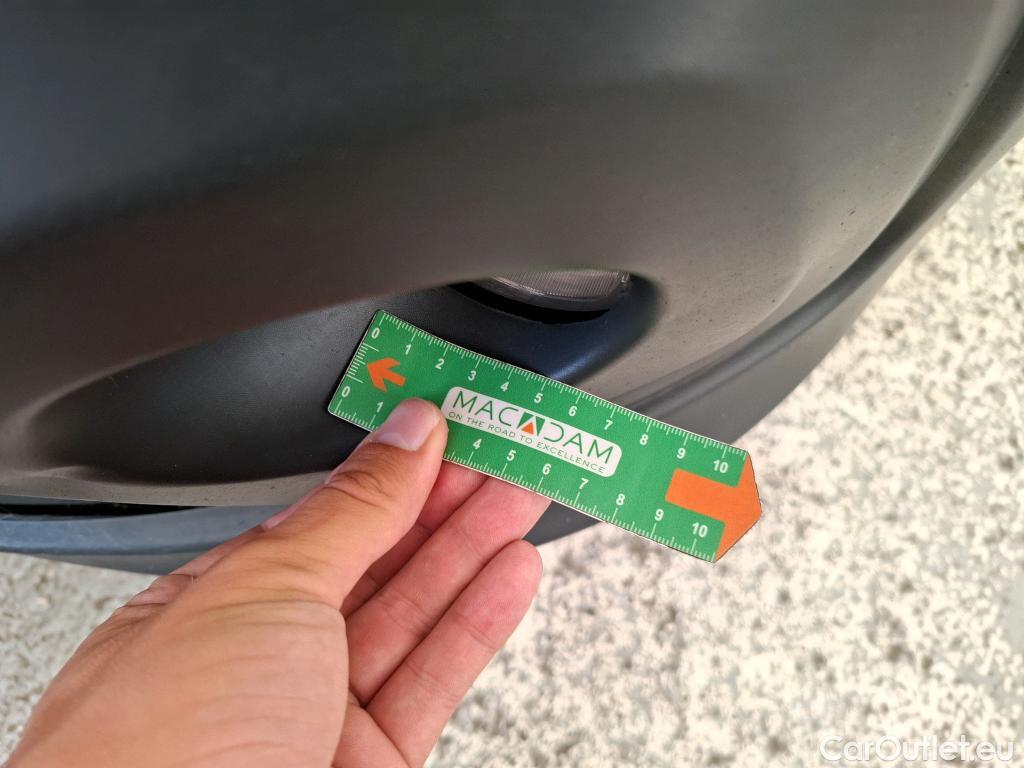 0 1 2 3 4 5 6 7 8 9 10
MACADAM
ON THE ROAD TO EXCELLENCE
0 1 4 5 6 7 8 9 10
CarOutlet.eu